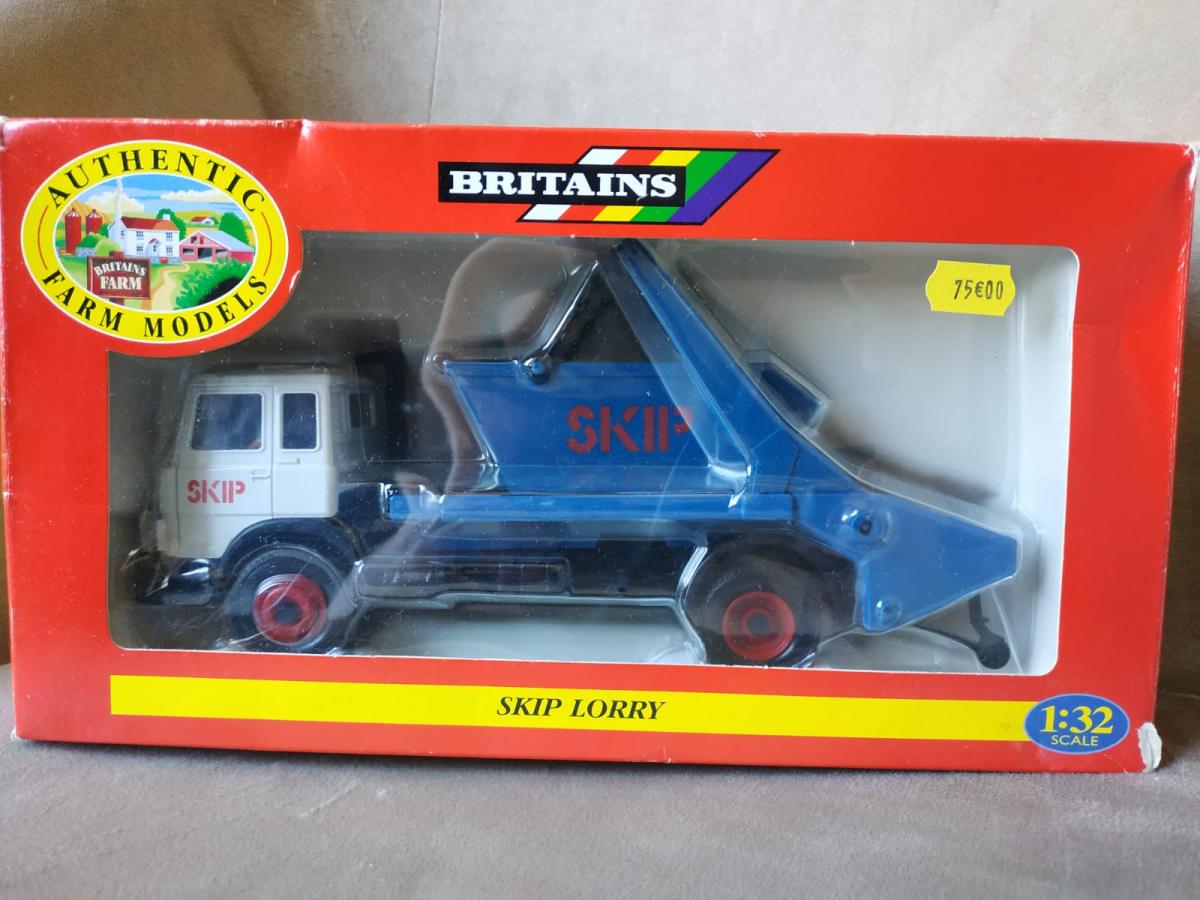 AUTHENTIC
FARM MODELS
BRITAINS
FARM
BRITAINS
75€00
SKIP
SKIP
SKIP LORRY
1:32
SCALE